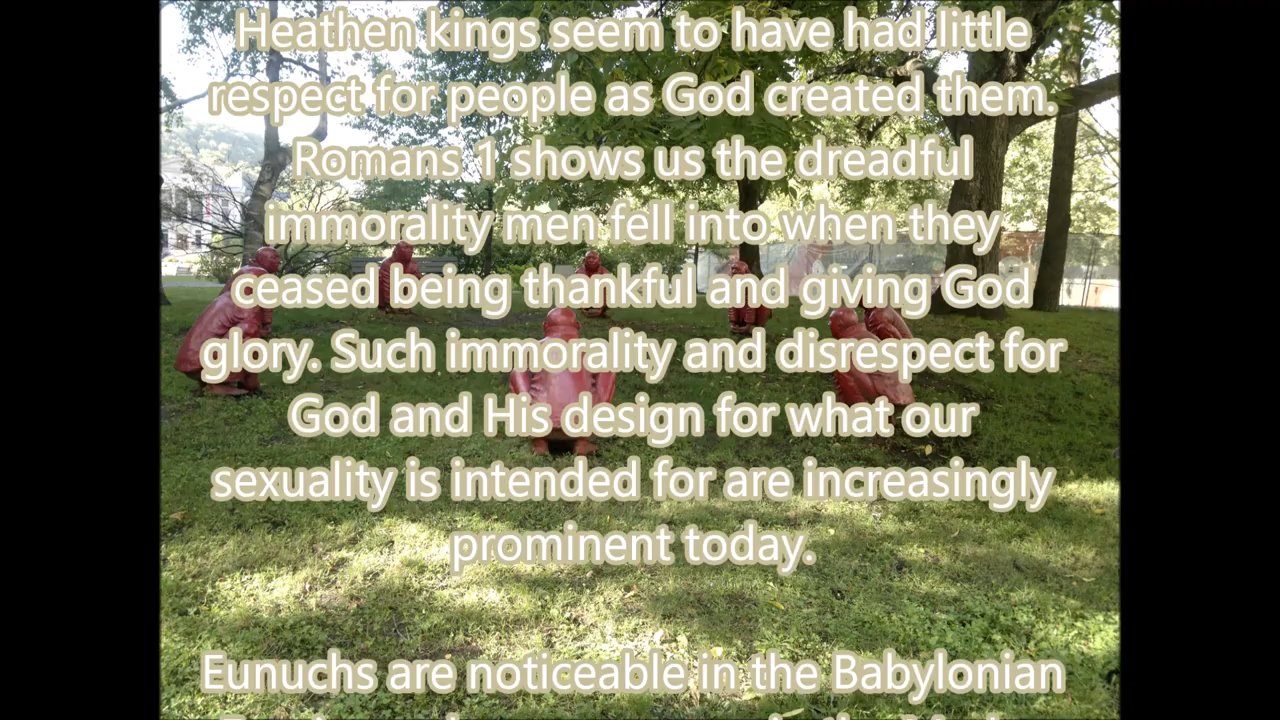 Heathen kings seem to have had little
respect for people as God created them.
Romans 1 shows us the dreadful
immorality men fell into when they
ceased being thankful and giving God
glory. Such immorality and disrespect for
God and His design for what our
sexuality is intended for are increasingly
prominent today.
Eunuchs are noticeable in the Babylonian